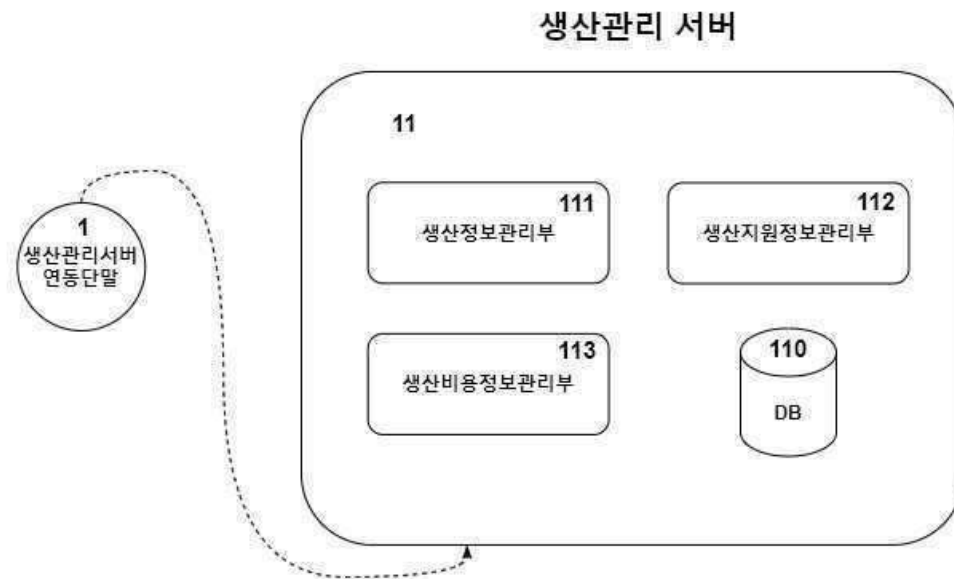 생산관리 서버
11
111
생산정보관리부
112
생산지원정보관리부
1
생산관리서버
연동단말
113
생산비용정보관리부
110
DB